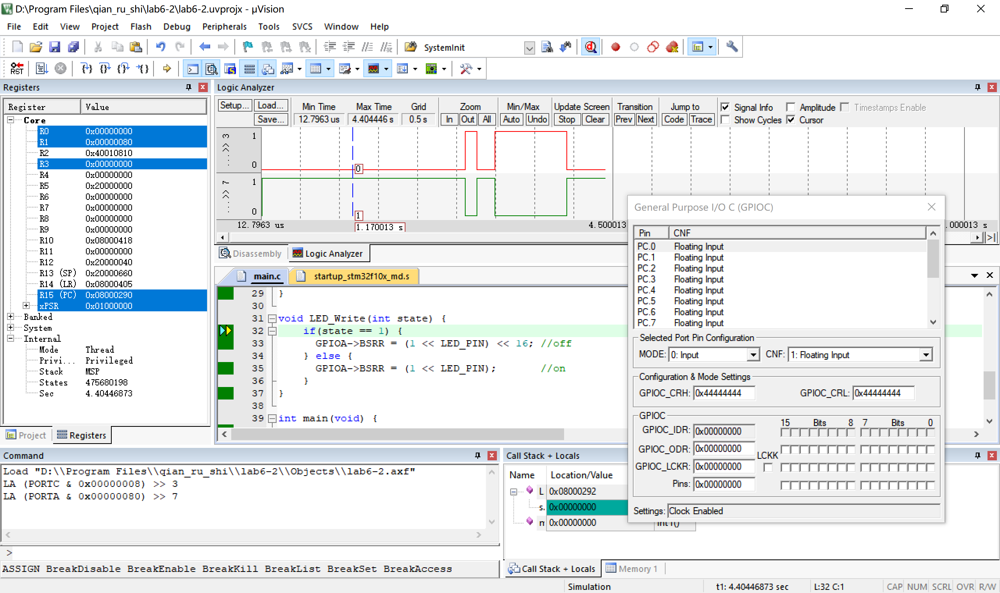 D:\Program Files\qian_ru_shi\lab6-2\lab6-2.uvprojx - µVision
File Edit View Project Flash Debug Peripherals Tools SVCS Window Help
SystemInit
RST
Registers
Register Value
Core
R0 0x00000000
R1 0x00000080
R2 0x40010810
R3 0x00000000
R4 0x00000000
R5 0x20000000
R6 0x00000000
R7 0x00000000
R8 0x00000000
R9 0x00000000
R10 0x08000418
R11 0x00000000
R12 0x20000040
R13 (SP) 0x20000660
R14 (LR) 0x08000405
R15 (PC) 0x08000290
xPSR 0x01000000
Banked
System
Internal
Mode Thread
Privi... Privileged
Stack MSP
States 475680198
Sec 4.40446873
Project Registers
Logic Analyzer
Setup... Load... Min Time Max Time Grid Zoom Min/Max Update Screen Transition Jump to Signal Info Amplitude Timestamps Enable
Save... 12.7963 us 4.404446 s 0.5 s In Out All Auto Undo Stop Clear Prev Next Code Trace Show Cycles Cursor
...>> 3 1
0
0
...>> 7 1
0
1
12.7963 us 1.170013 s 4.500013 .000013 s
Disassembly Logic Analyzer
main.c startup_stm32f10x_md.s
29 }
30
31 void LED_Write(int state) {
32 if(state == 1) {
33 GPIOA->BSRR = (1 << LED_PIN) << 16; //off
34 } else {
35 GPIOA->BSRR = (1 << LED_PIN); //on
36 }
37 }
38
39 int main(void) {
General Purpose I/O C (GPIOC)
Pin CNF
PC.0 Floating Input
PC.1 Floating Input
PC.2 Floating Input
PC.3 Floating Input
PC.4 Floating Input
PC.5 Floating Input
PC.6 Floating Input
PC.7 Floating Input
Selected Port Pin Configuration
MODE: 0: Input CNF: 1: Floating Input
Configuration & Mode Settings
GPIOC_CRH: 0x44444444 GPIOC_CRL: 0x44444444
GPIOC
15 Bits 8 7 Bits 0
GPIOC_IDR: 0x00000000
GPIOC_ODR: 0x00000000
LCKK
GPIOC_LCKR: 0x00000000
Pins: 0x00000000
Settings: Clock Enabled
Command
Load "D:\\Program Files\\qian_ru_shi\\lab6-2\\Objects\\lab6-2.axf"
LA (PORTC & 0x00000008) >> 3
LA (PORTA & 0x00000080) >> 7
>
ASSIGN BreakDisable BreakEnable BreakKill BreakList BreakSet BreakAccess
Call Stack + Locals
Name Location/Value
L 0x08000292
s. 0x00000000
0x00000000 int f()
Call Stack + Locals Memory 1
Simulation t1: 4.40446873 sec L:32 C:1 CAP NUM SCRL OVR R/W